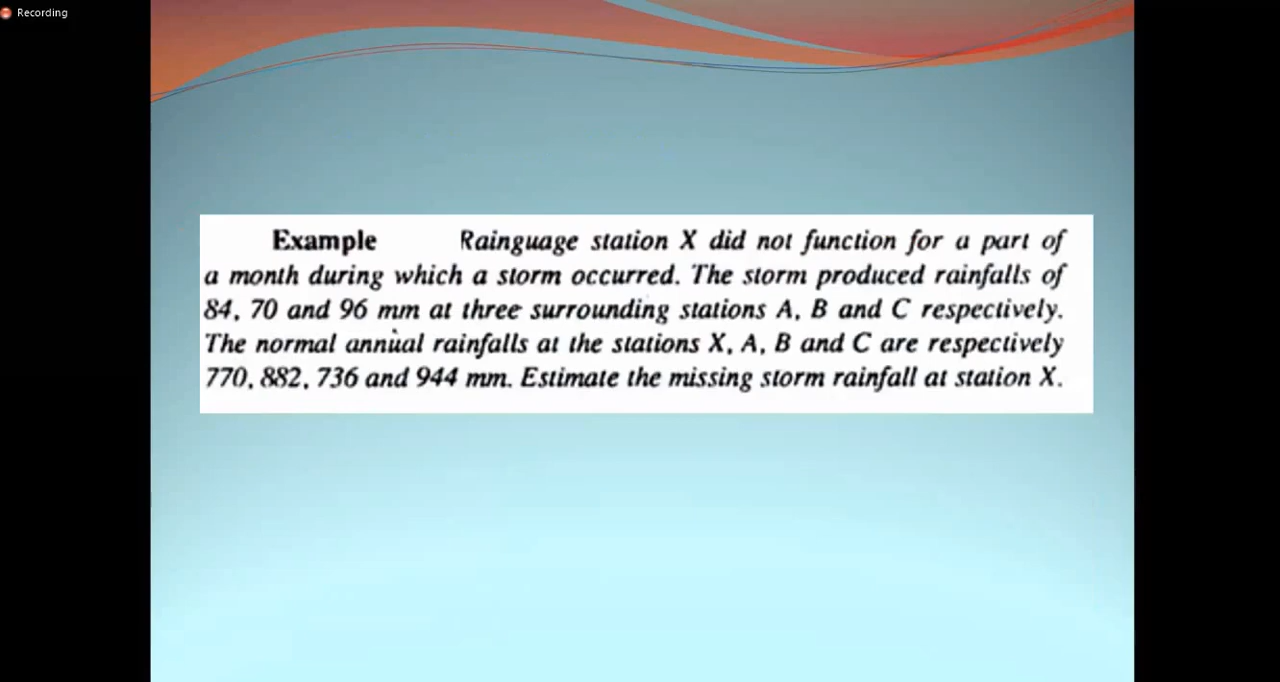 Recording
Example Rainguage station X did not function for a part of
a month during which a storm occurred. The storm produced rainfalls of
84, 70 and 96 mm at three surrounding stations A, B and C respectively.
The normal annual rainfalls at the stations X, A, B and C are respectively
770, 882, 736 and 944 mm. Estimate the missing storm rainfall at station X.